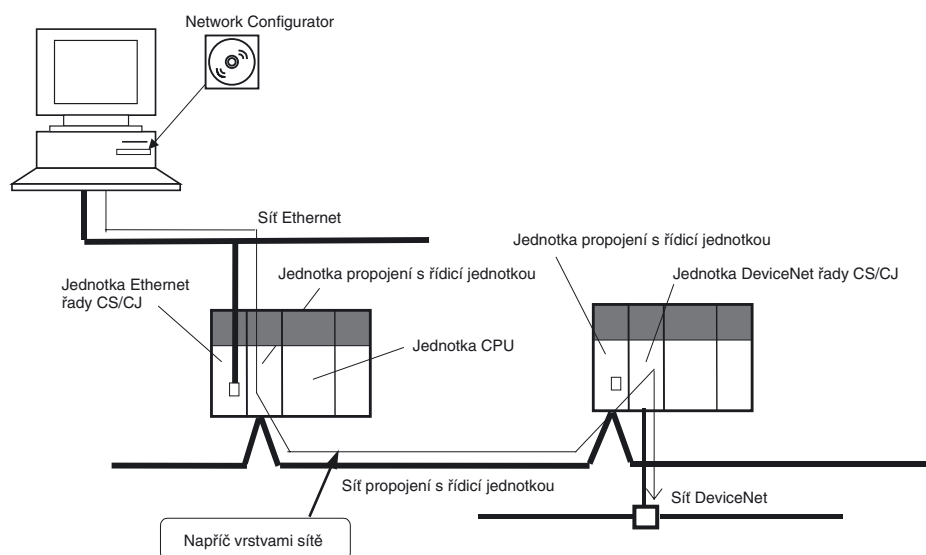 Network Configurator
Síť Ethernet
Jednotka propojení s řídicí jednotkou
Jednotka Ethernet
řady CS/CJ
Jednotka propojení s řídicí jednotkou
Jednotka DeviceNet řady CS/CJ
Jednotka CPU
Síť propojení s řídicí jednotkou
Síť DeviceNet
Napříč vrstvami sítě